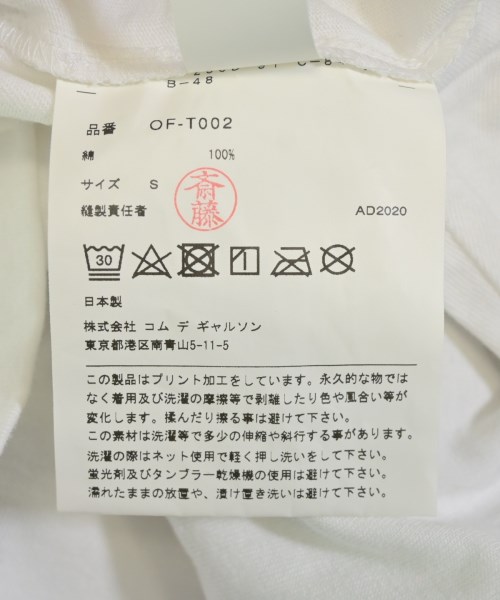 B-48
品番 OF-T002
綿 100%
サイズ S
斎藤
縫製責任者 AD2020
30
日本製
株式会社 コム デ ギャルソン
東京都港区南青山5-11-5
この製品はプリント加工をしています。永久的な物では
なく着用及び洗濯の摩擦等で剥離したり色や風合い等が
変化します。揉んだり擦る事は避けて下さい。
この素材は洗濯等で多少の伸縮や斜行する事があります。
洗濯の際はネット使用で軽く押し洗いをして下さい。
蛍光剤及びタンブラー乾燥機の使用は避けて下さい。
濡れたままの放置や、漬け置き洗いは避けて下さい。